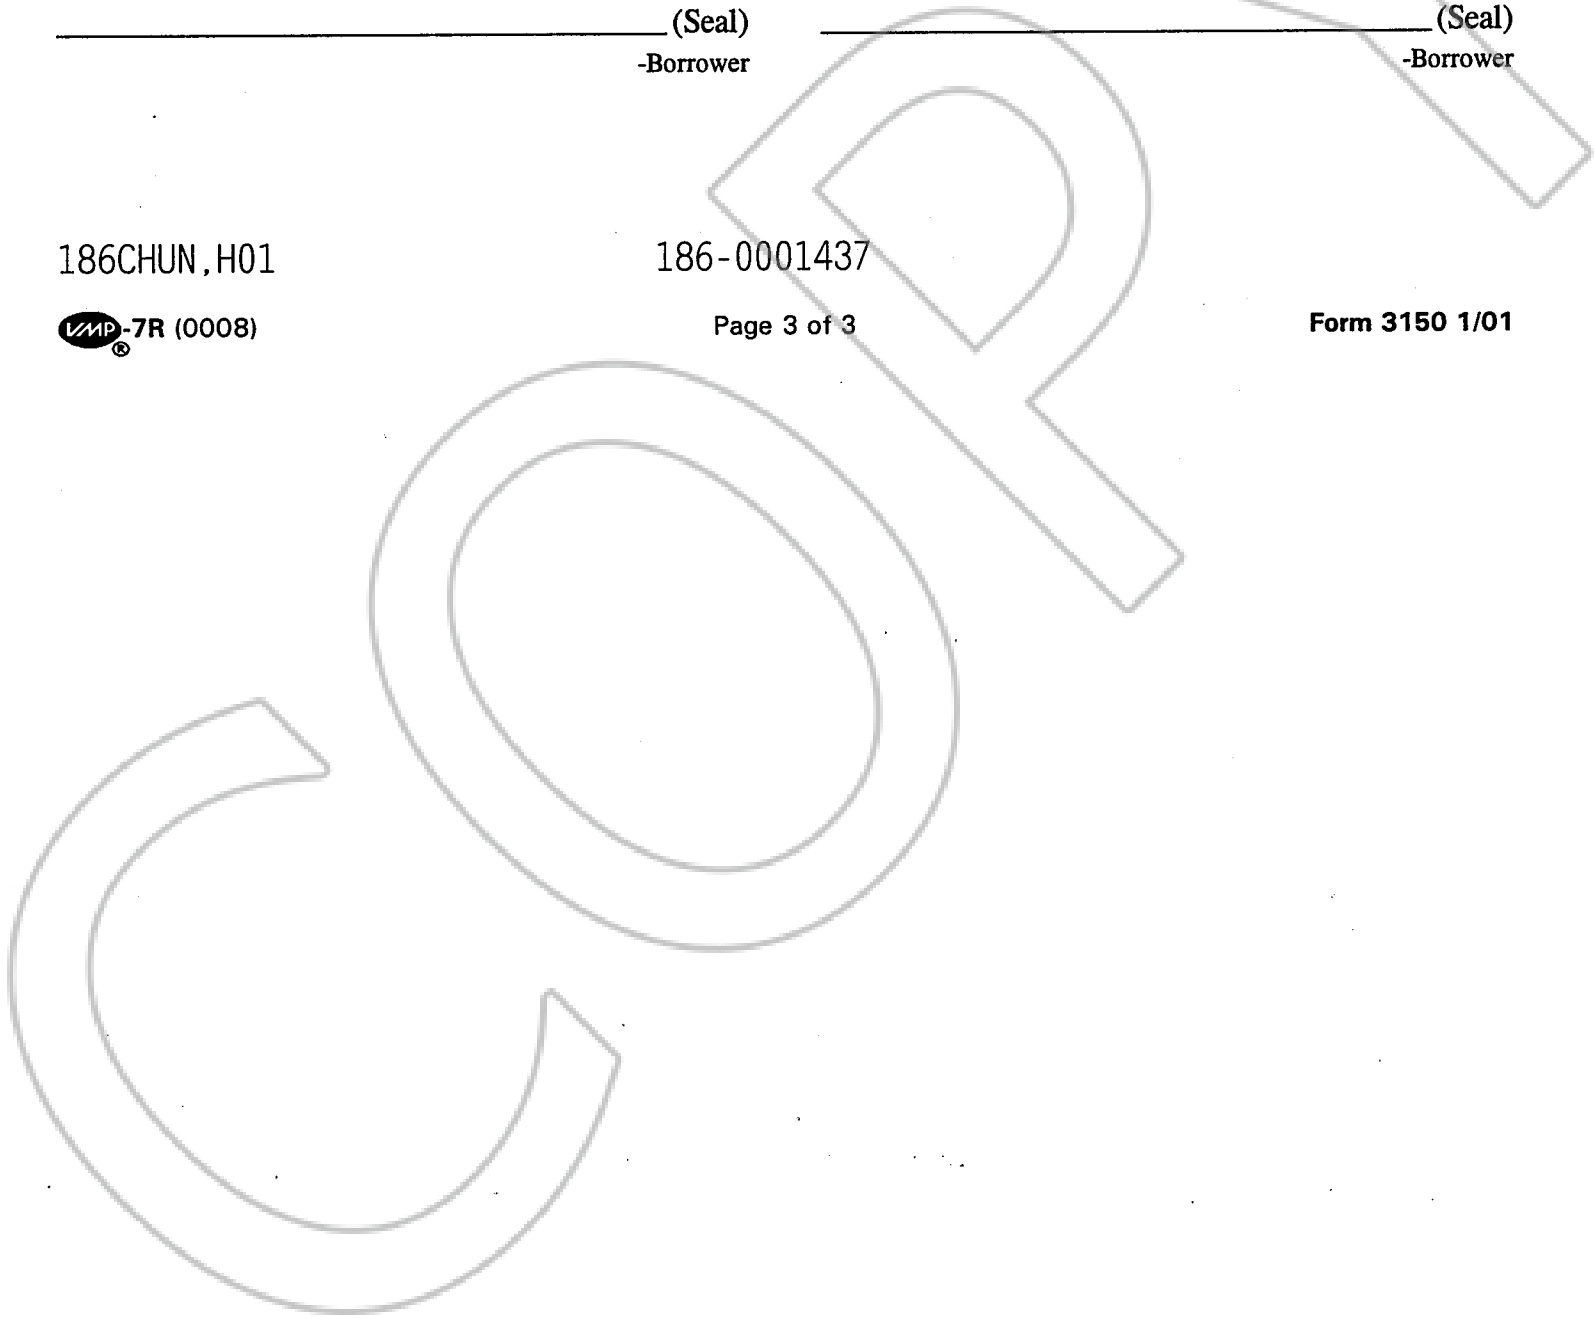 (Seal) (Seal)
-Borrower -Borrower
186CHUN,H01 186-0001437
VMP®-7R (0008) Page 3 of 3 Form 3150 1/01
COPY